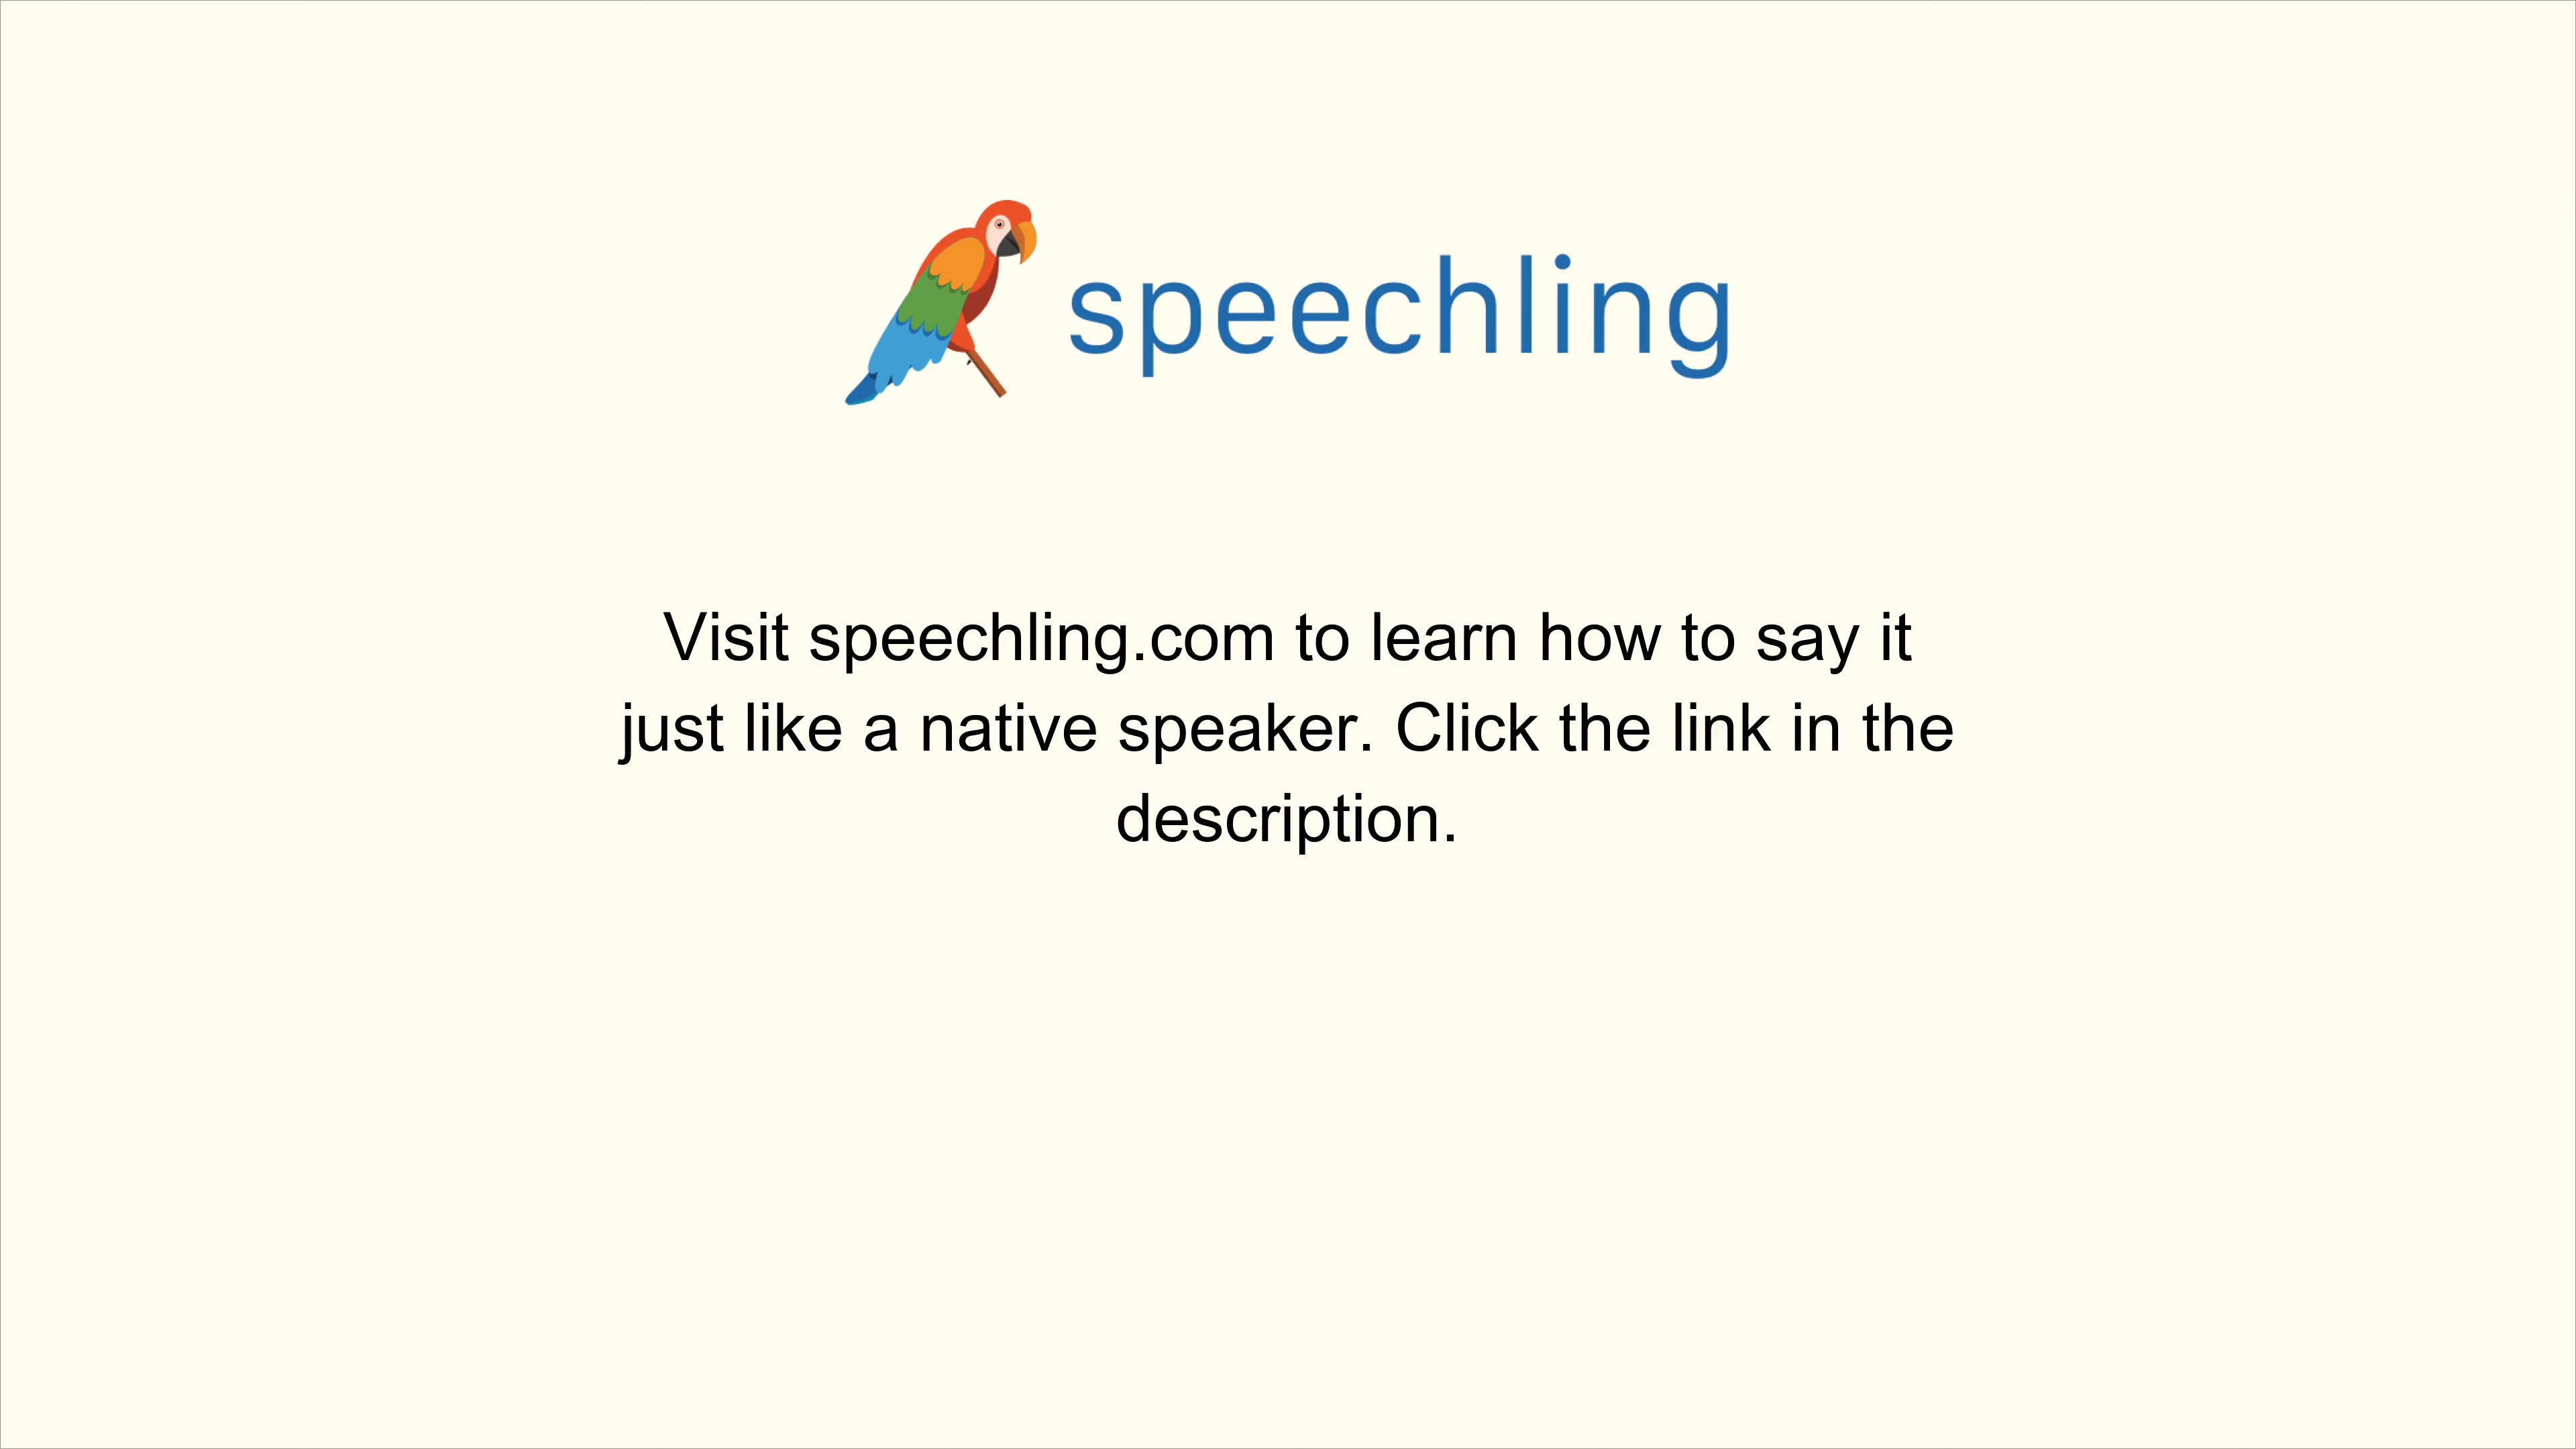 speechling
Visit speechling.com to learn how to say it
just like a native speaker. Click the link in the
description.